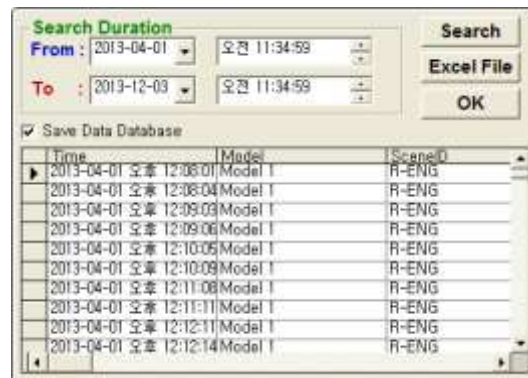 Search Duration
From : 2013-04-01 오전 11:34:59
To : 2013-12-03 오전 11:34:59
Search
Excel File
OK
Save Data Database
Time Model SceneID
2013-04-01 오후 12:08:01 Model 1 R-ENG
2013-04-01 오후 12:08:04 Model 1 R-ENG
2013-04-01 오후 12:09:03 Model 1 R-ENG
2013-04-01 오후 12:09:06 Model 1 R-ENG
2013-04-01 오후 12:10:05 Model 1 R-ENG
2013-04-01 오후 12:10:09 Model 1 R-ENG
2013-04-01 오후 12:11:08 Model 1 R-ENG
2013-04-01 오후 12:11:11 Model 1 R-ENG
2013-04-01 오후 12:12:11 Model 1 R-ENG
2013-04-01 오후 12:12:14 Model 1 R-ENG